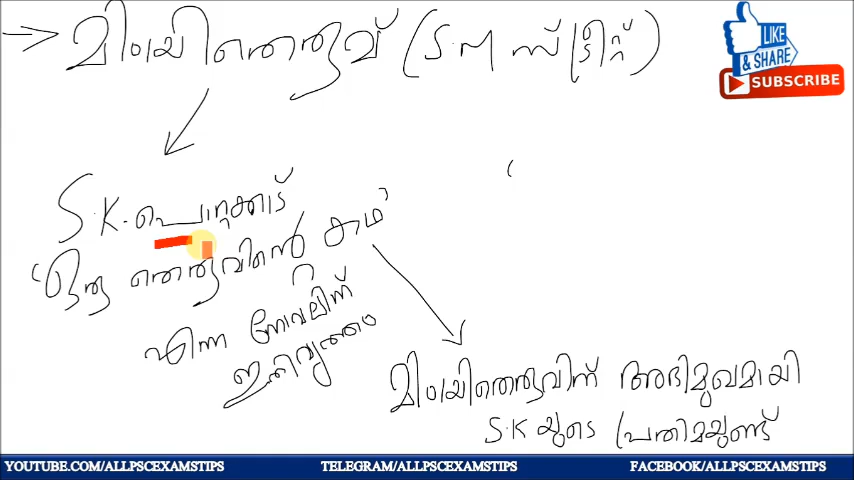 മിഠായിതെരുവ് (S.M സ്ട്രീറ്റ്)
LIKE
& SHARE
SUBSCRIBE
S.K.പൊറ്റക്കാട്
'ഒരു തെരുവിന്റെ കഥ'
എന്ന നോവലിന്
ഇതിവൃത്തം
മിഠായിതെരുവിന് അഭിമുഖമായി
S.K യുടെ പ്രതിമയുണ്ട്
YOUTUBE.COM/ALLPSCEXAMSTIPS TELEGRAM/ALLPSCEXAMSTIPS FACEBOOK/ALLPSCEXAMSTIPS